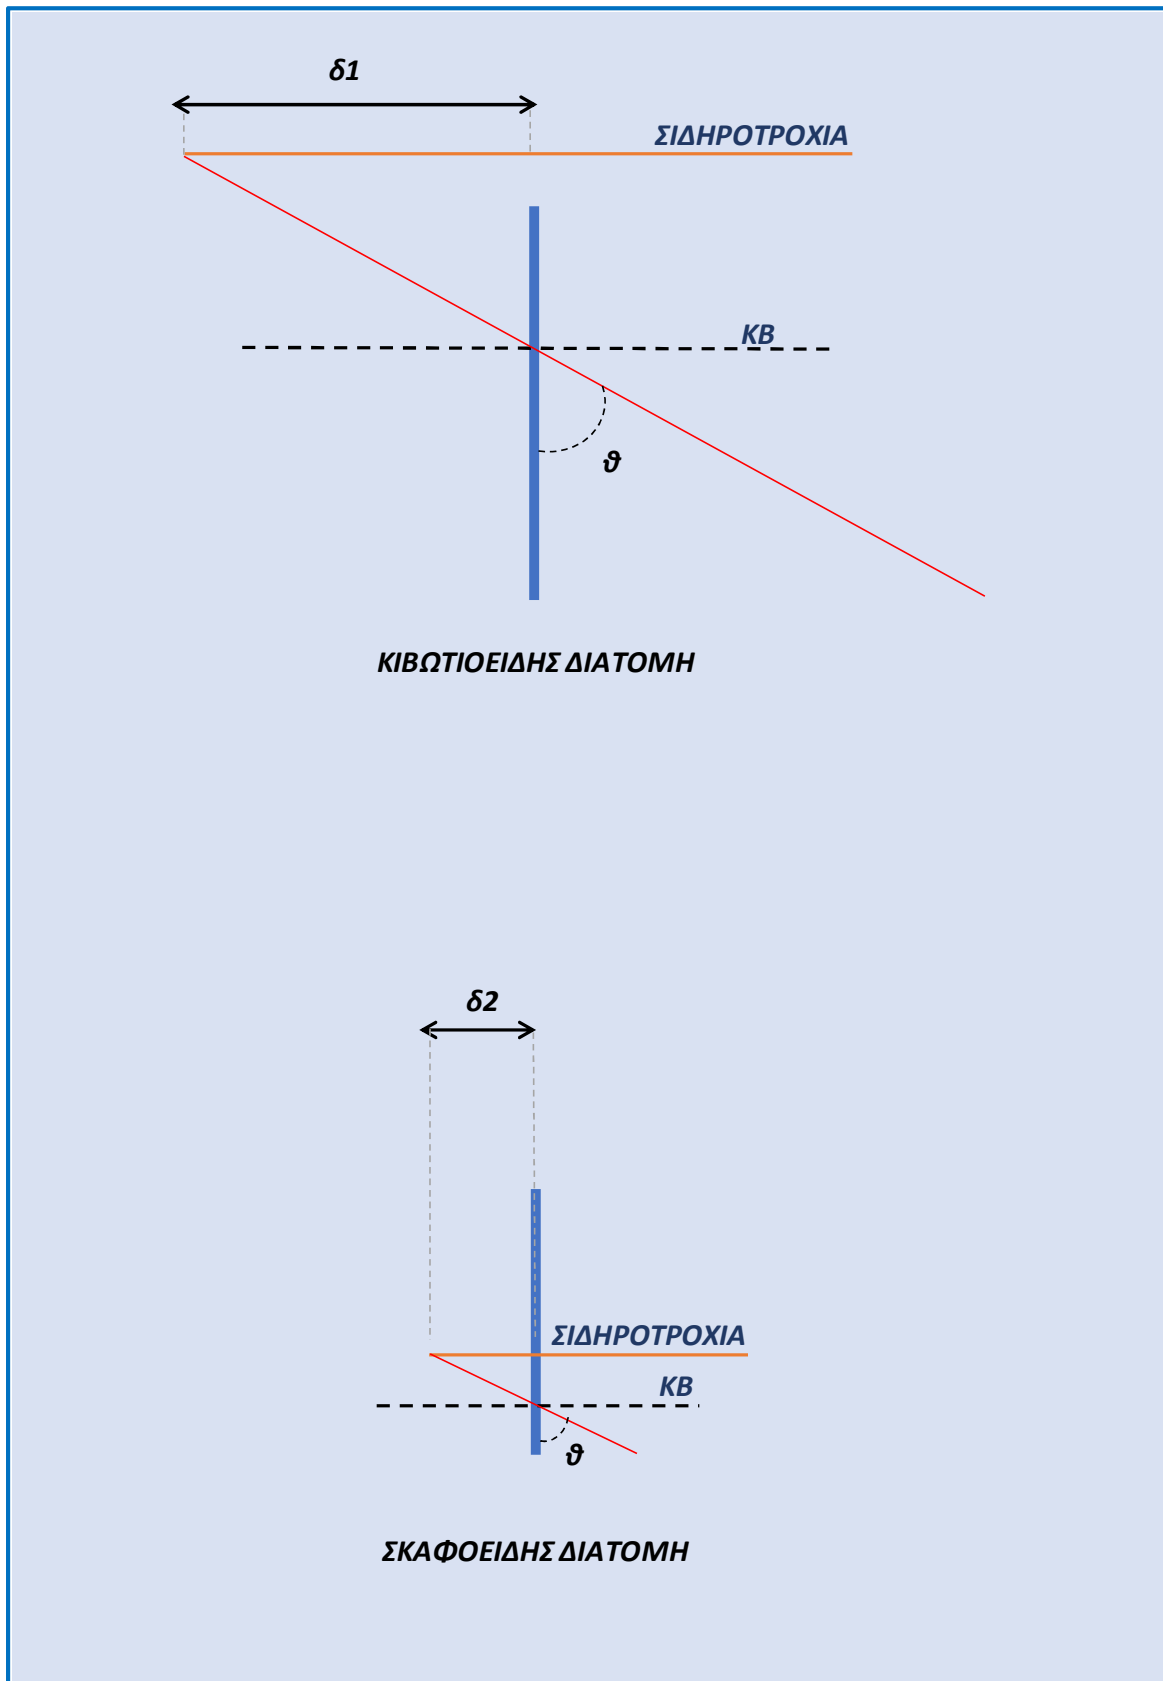 δ1
ΣΙΔΗΡΟΤΡΟΧΙΑ
ΚΒ
ϑ
ΚΙΒΩΤΙΟΕΙΔΗΣ ΔΙΑΤΟΜΗ
δ2
ΣΙΔΗΡΟΤΡΟΧΙΑ
ΚΒ
ϑ
ΣΚΑΦΟΕΙΔΗΣ ΔΙΑΤΟΜΗ